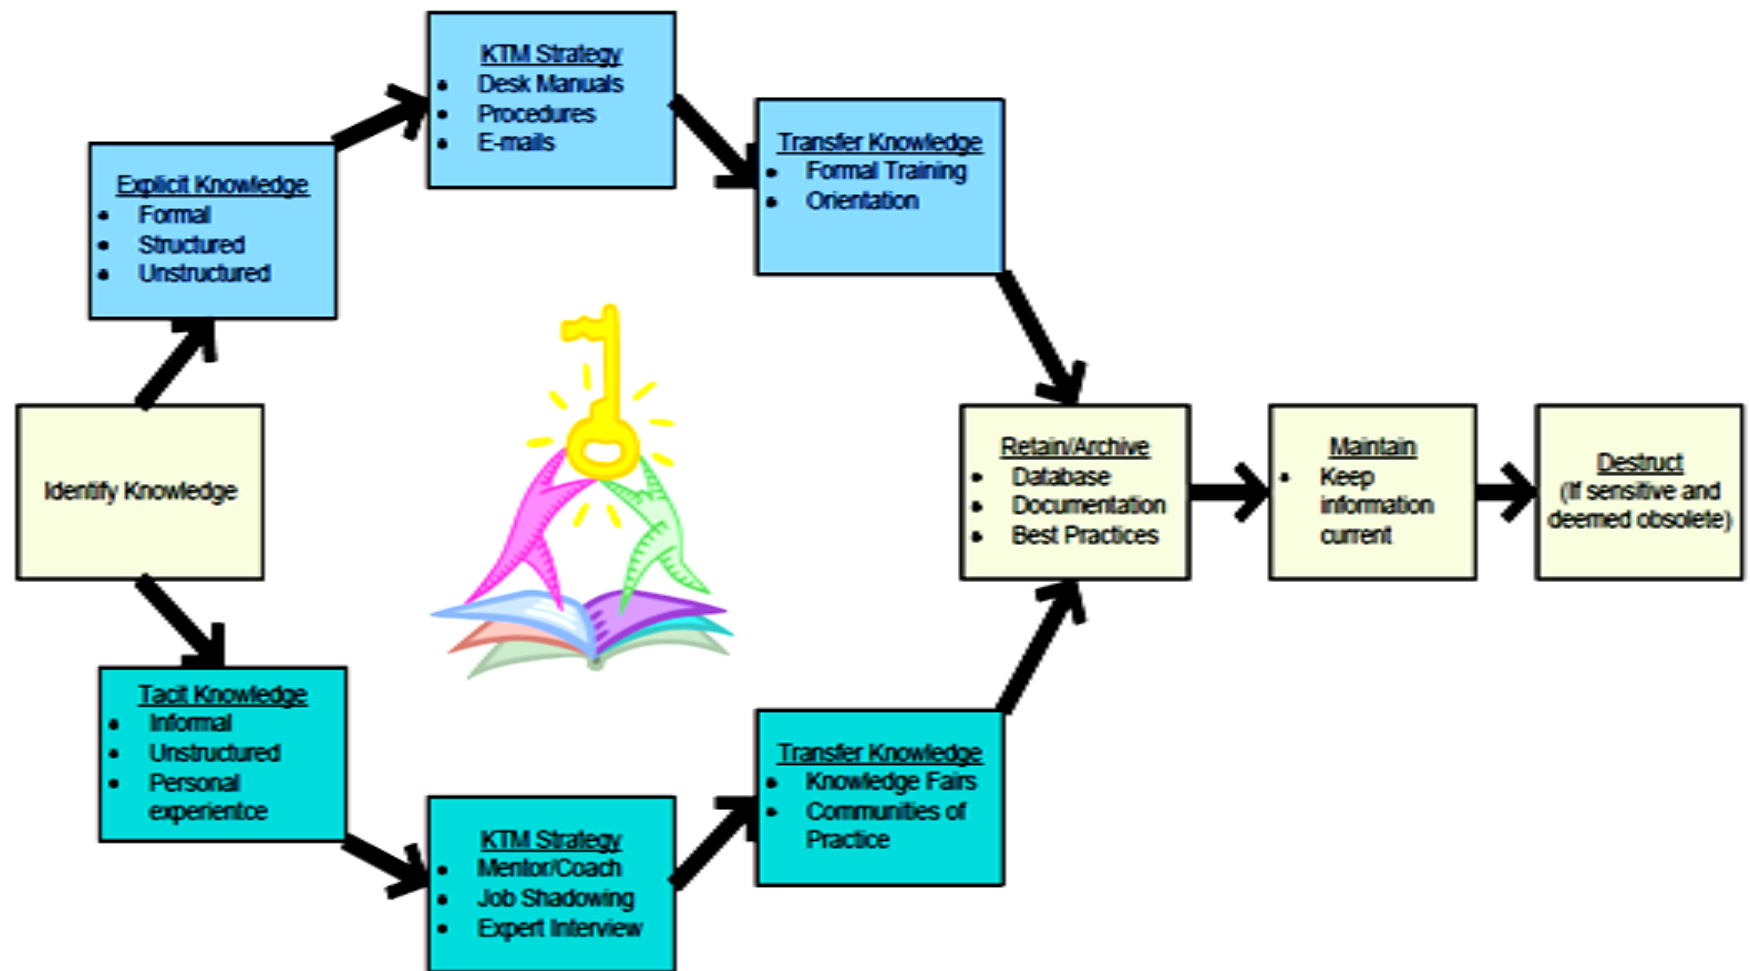 KTM Strategy
• Desk Manuals
• Procedures
• E-mails
Transfer Knowledge
• Formal Training
• Orientation
Explicit Knowledge
• Formal
• Structured
• Unstructured
Identify Knowledge
Retain/Archive
• Database
• Documentation
• Best Practices
Maintain
• Keep
information
current
Destruct
(If sensitive and
deemed obsolete)
Tacit Knowledge
• Informal
• Unstructured
• Personal
experientce
Transfer Knowledge
• Knowledge Fairs
• Communities of
Practice
KTM Strategy
• Mentor/Coach
• Job Shadowing
• Expert Interview